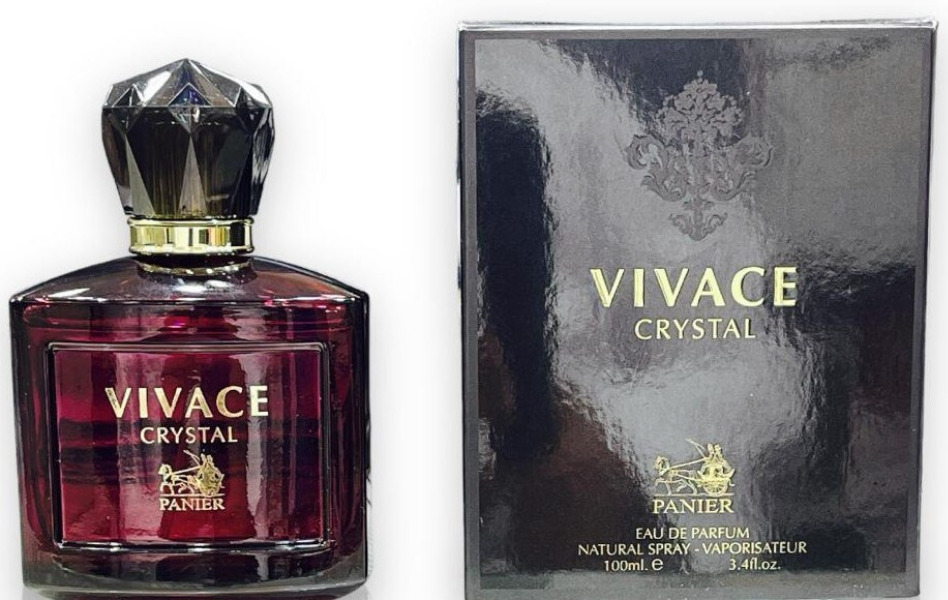 VIVACE
CRYSTAL
PANIER
VIVACE
CRYSTAL
PANIER
EAU DE PARFUM
NATURAL SPRAY - VAPORISATEUR
100ml. e 3.4fl.oz.